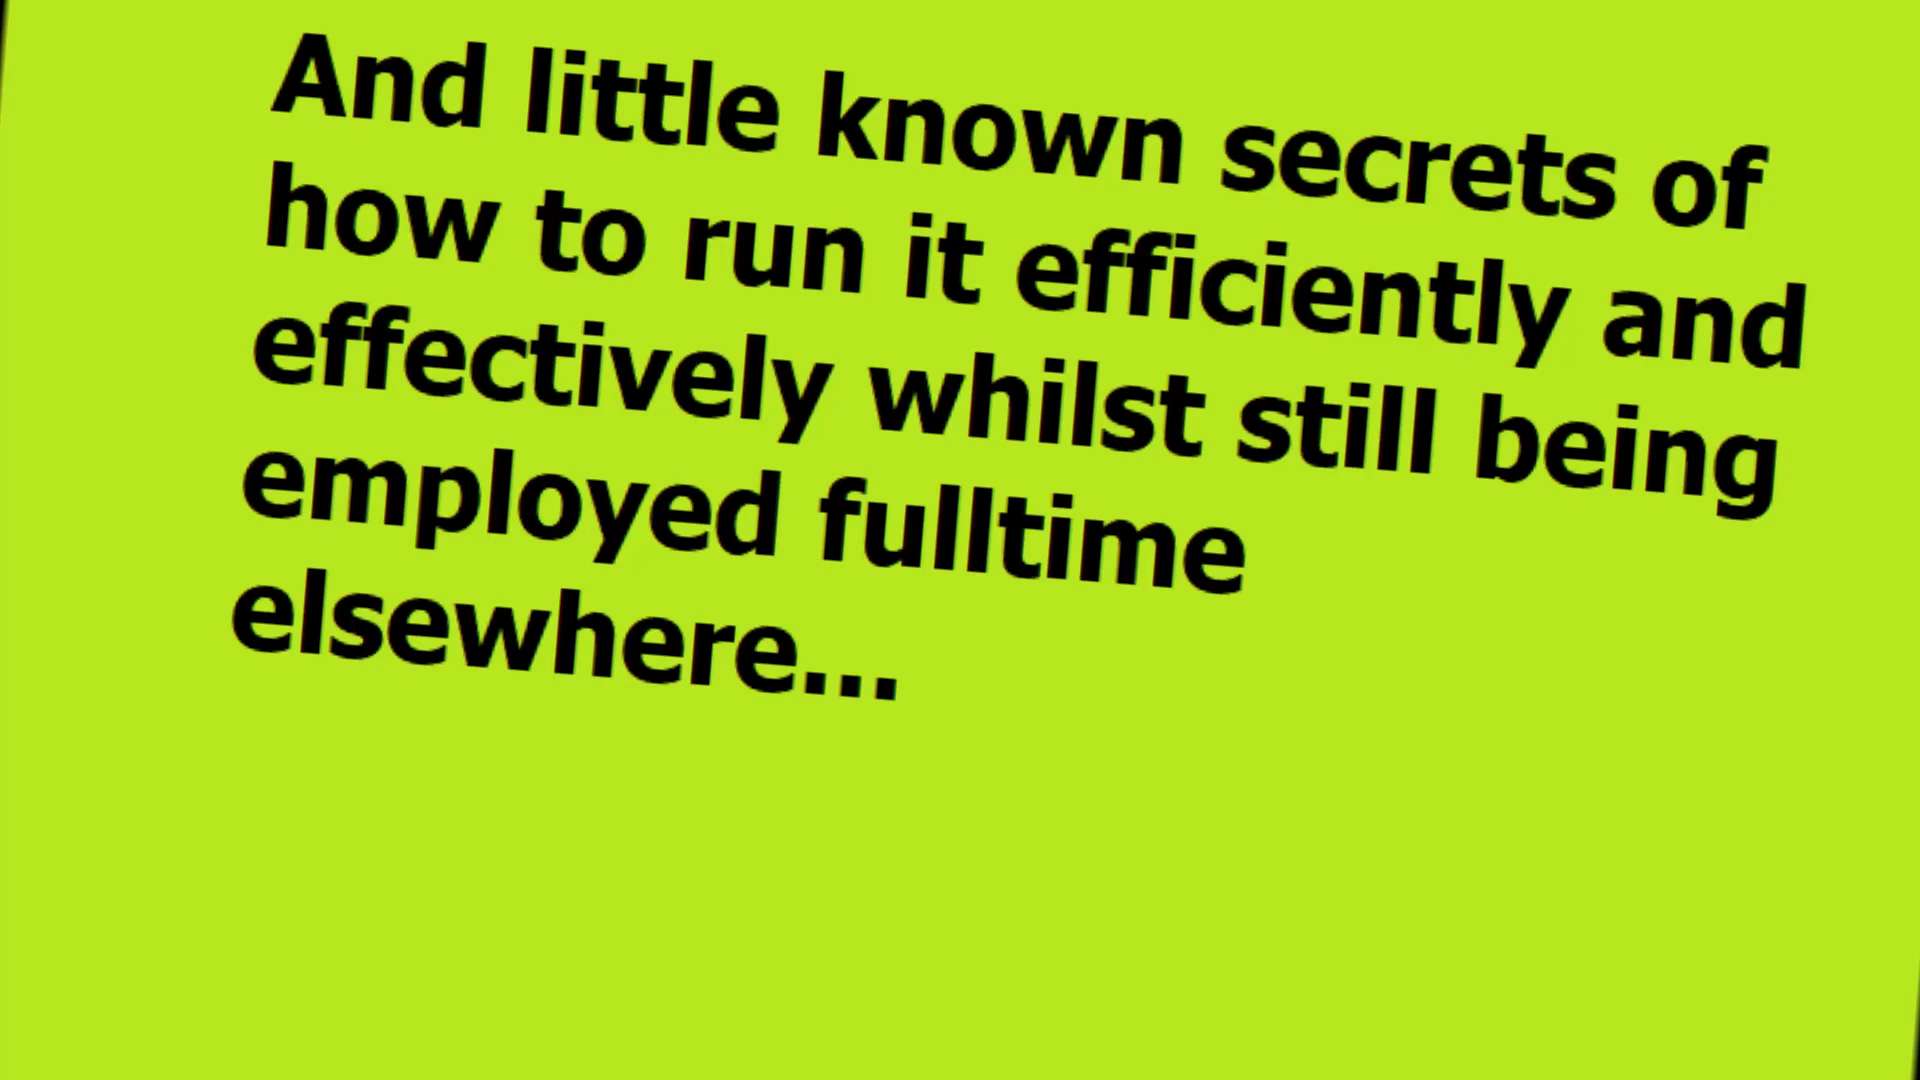 And little known secrets of
how to run it efficiently and
effectively whilst still being
employed fulltime
elsewhere...